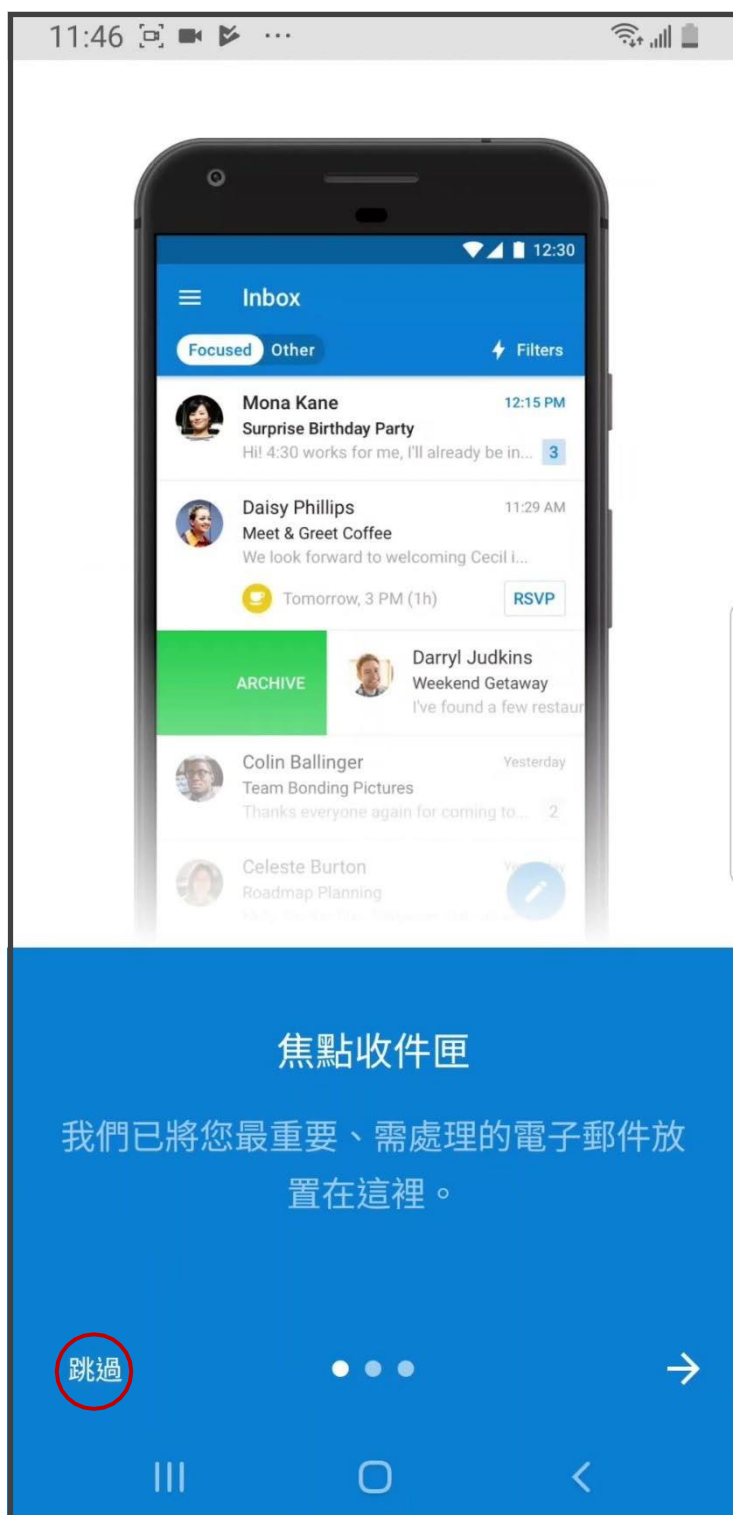 11:46
12:30
Inbox
Focused Other Filters
Mona Kane 12:15 PM
Surprise Birthday Party
Hi! 4:30 works for me, I'll already be in... 3
Daisy Phillips 11:29 AM
Meet & Greet Coffee
We look forward to welcoming Cecil i...
Tomorrow, 3 PM (1h) RSVP
Darryl Judkins
ARCHIVE Weekend Getaway
I've found a few restaur
Colin Ballinger Yesterday
Team Bonding Pictures
Thanks everyone again for coming to... 2
Celeste Burton
Roadmap Planning
焦點收件匣
我們已將您最重要、需處理的電子郵件放
置在這裡。
跳過